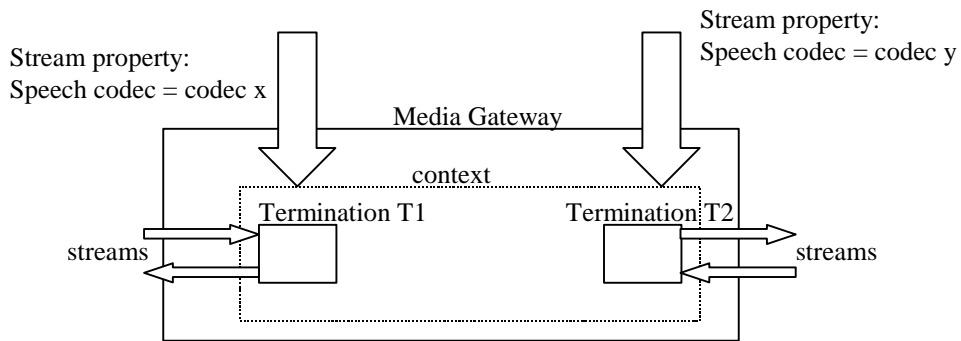 Stream property:
Speech codec = codec x
Stream property:
Speech codec = codec y
Media Gateway
context
Termination T1
Termination T2
streams
streams